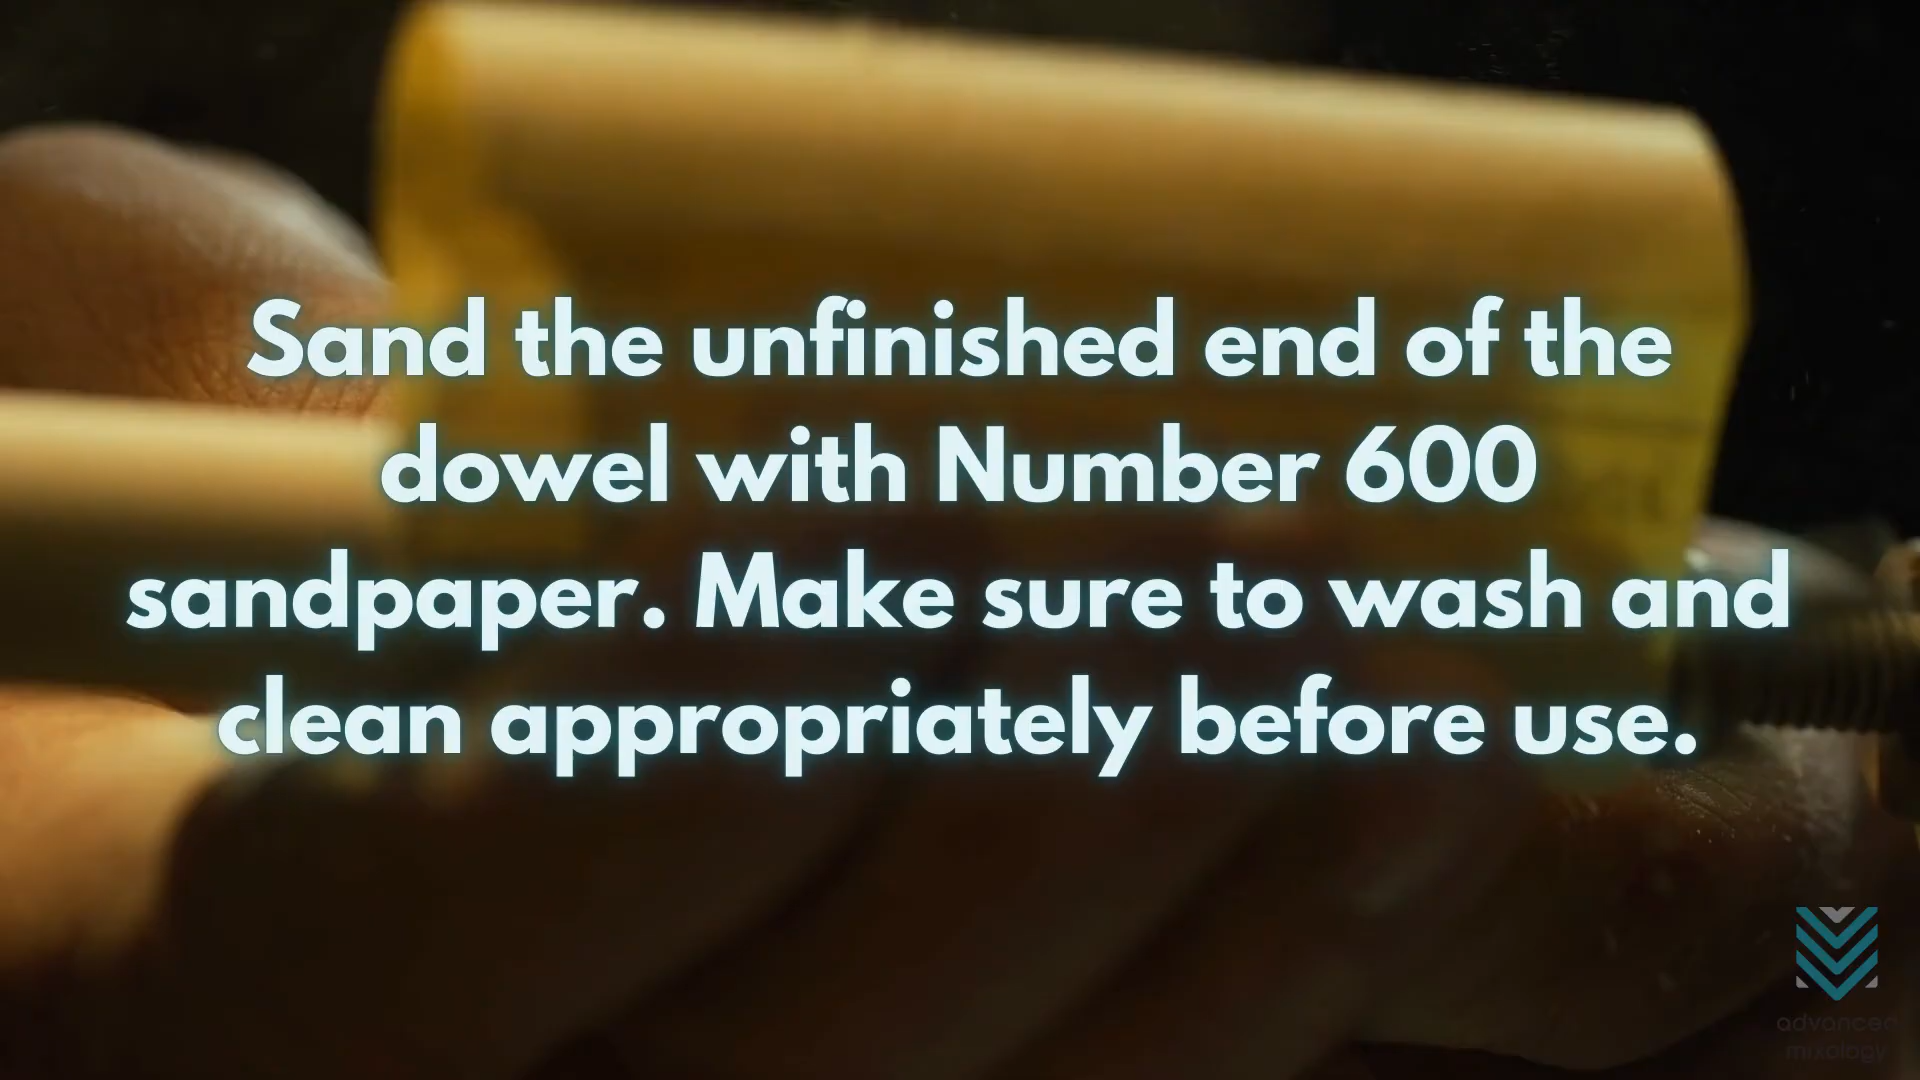 Sand the unfinished end of the
dowel with Number 600
sandpaper. Make sure to wash and
clean appropriately before use.
advanced
mixology